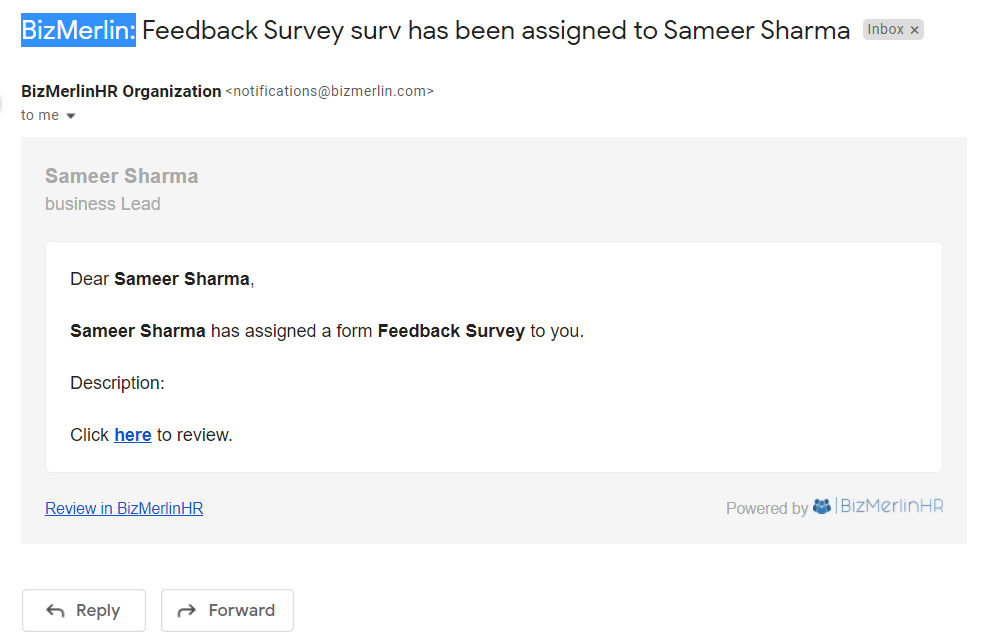 BizMerlin: Feedback Survey surv has been assigned to Sameer Sharma Inbox ×
BizMerlinHR Organization <notifications@bizmerlin.com>
to me
Sameer Sharma
business Lead
Dear Sameer Sharma,
Sameer Sharma has assigned a form Feedback Survey to you.
Description:
Click here to review.
Review in BizMerlinHR
Powered by BizMerlinHR
Reply Forward